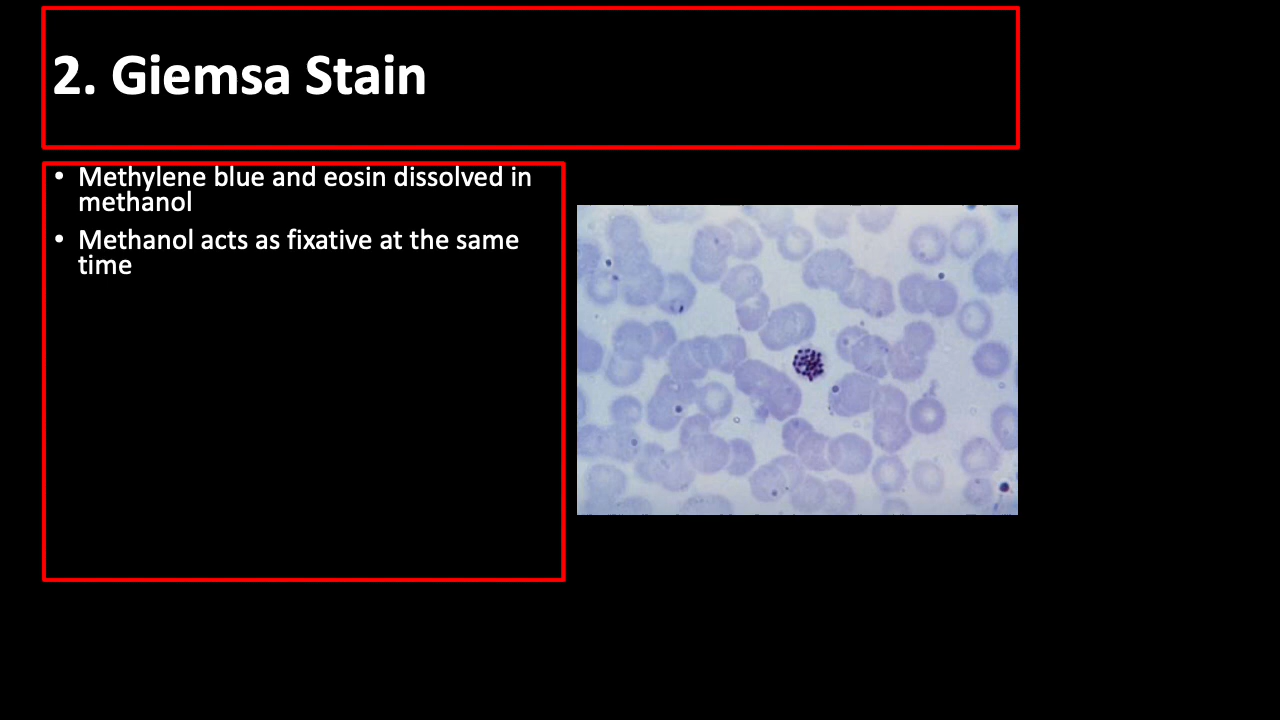 2. Giemsa Stain
• Methylene blue and eosin dissolved in
methanol
• Methanol acts as fixative at the same
time